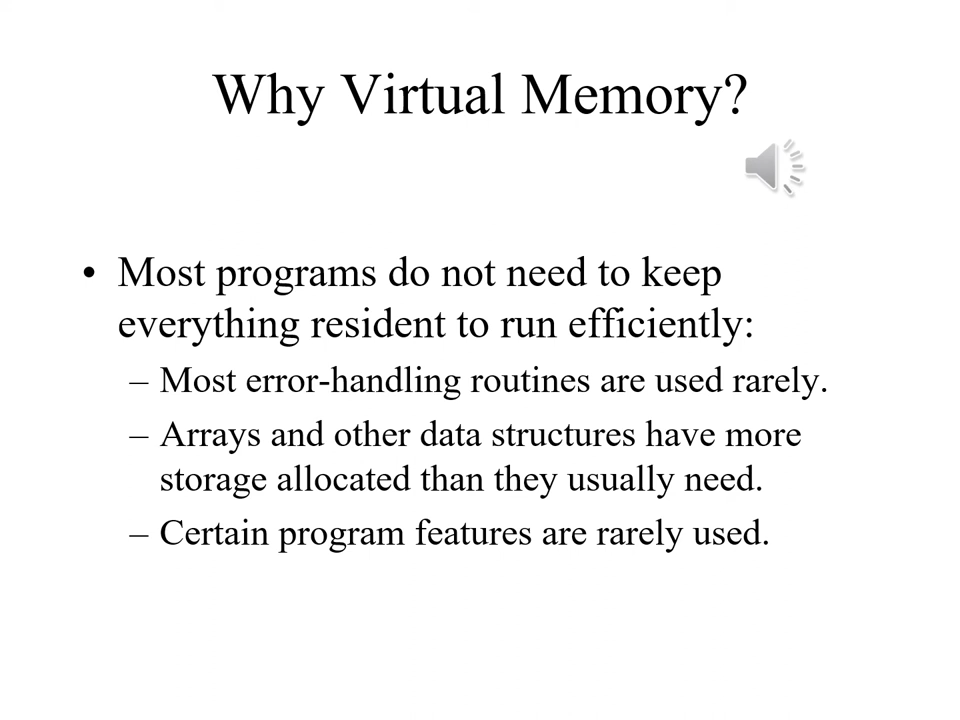 Why Virtual Memory?
• Most programs do not need to keep
everything resident to run efficiently:
– Most error-handling routines are used rarely.
– Arrays and other data structures have more
storage allocated than they usually need.
– Certain program features are rarely used.